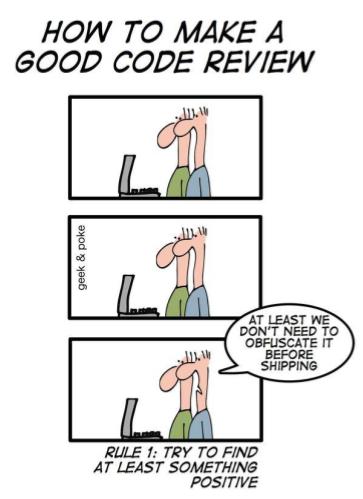 HOW TO MAKE A
GOOD CODE REVIEW
geek & poke
AT LEAST WE
DON'T NEED TO
OBFUSCATE IT
BEFORE
SHIPPING
RULE 1: TRY TO FIND
AT LEAST SOMETHING
POSITIVE